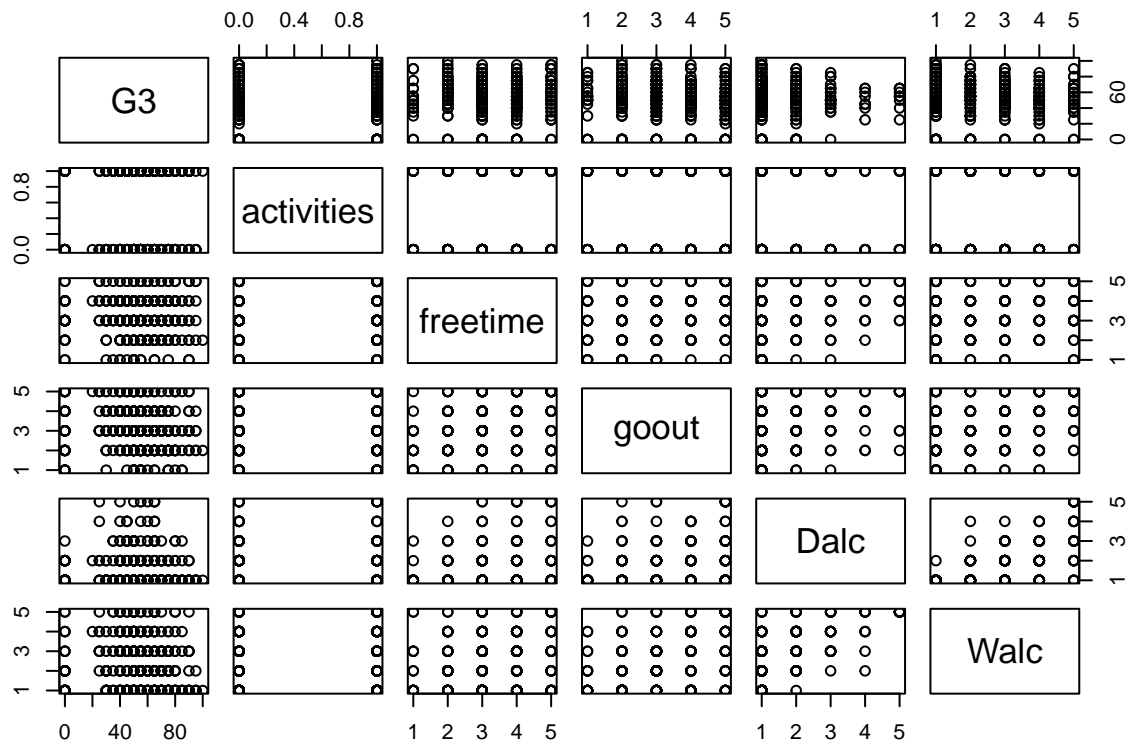 0.0 0.4 0.8 1 2 3 4 5 1 2 3 4 5
G3 0 60
0.0 0.8 activities
freetime 1 3 5
1 3 5 goout
Dalc 1 3 5
1 3 5 Walc
0 40 80 1 2 3 4 5 1 2 3 4 5